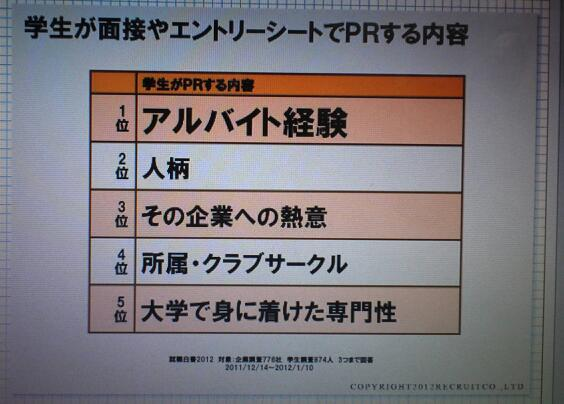 学生が面接やエントリーシートでPRする内容
学生がPRする内容
1位 アルバイト経験
2位 人柄
3位 その企業への熱意
4位 所属・クラブサークル
5位 大学で身に着けた専門性
就職白書2012 対象:企業調査776社 学生調査974人 3つまで回答
2011/12/14~2012/1/10
COPYRIGHT2012RECRUITCO.,LTD